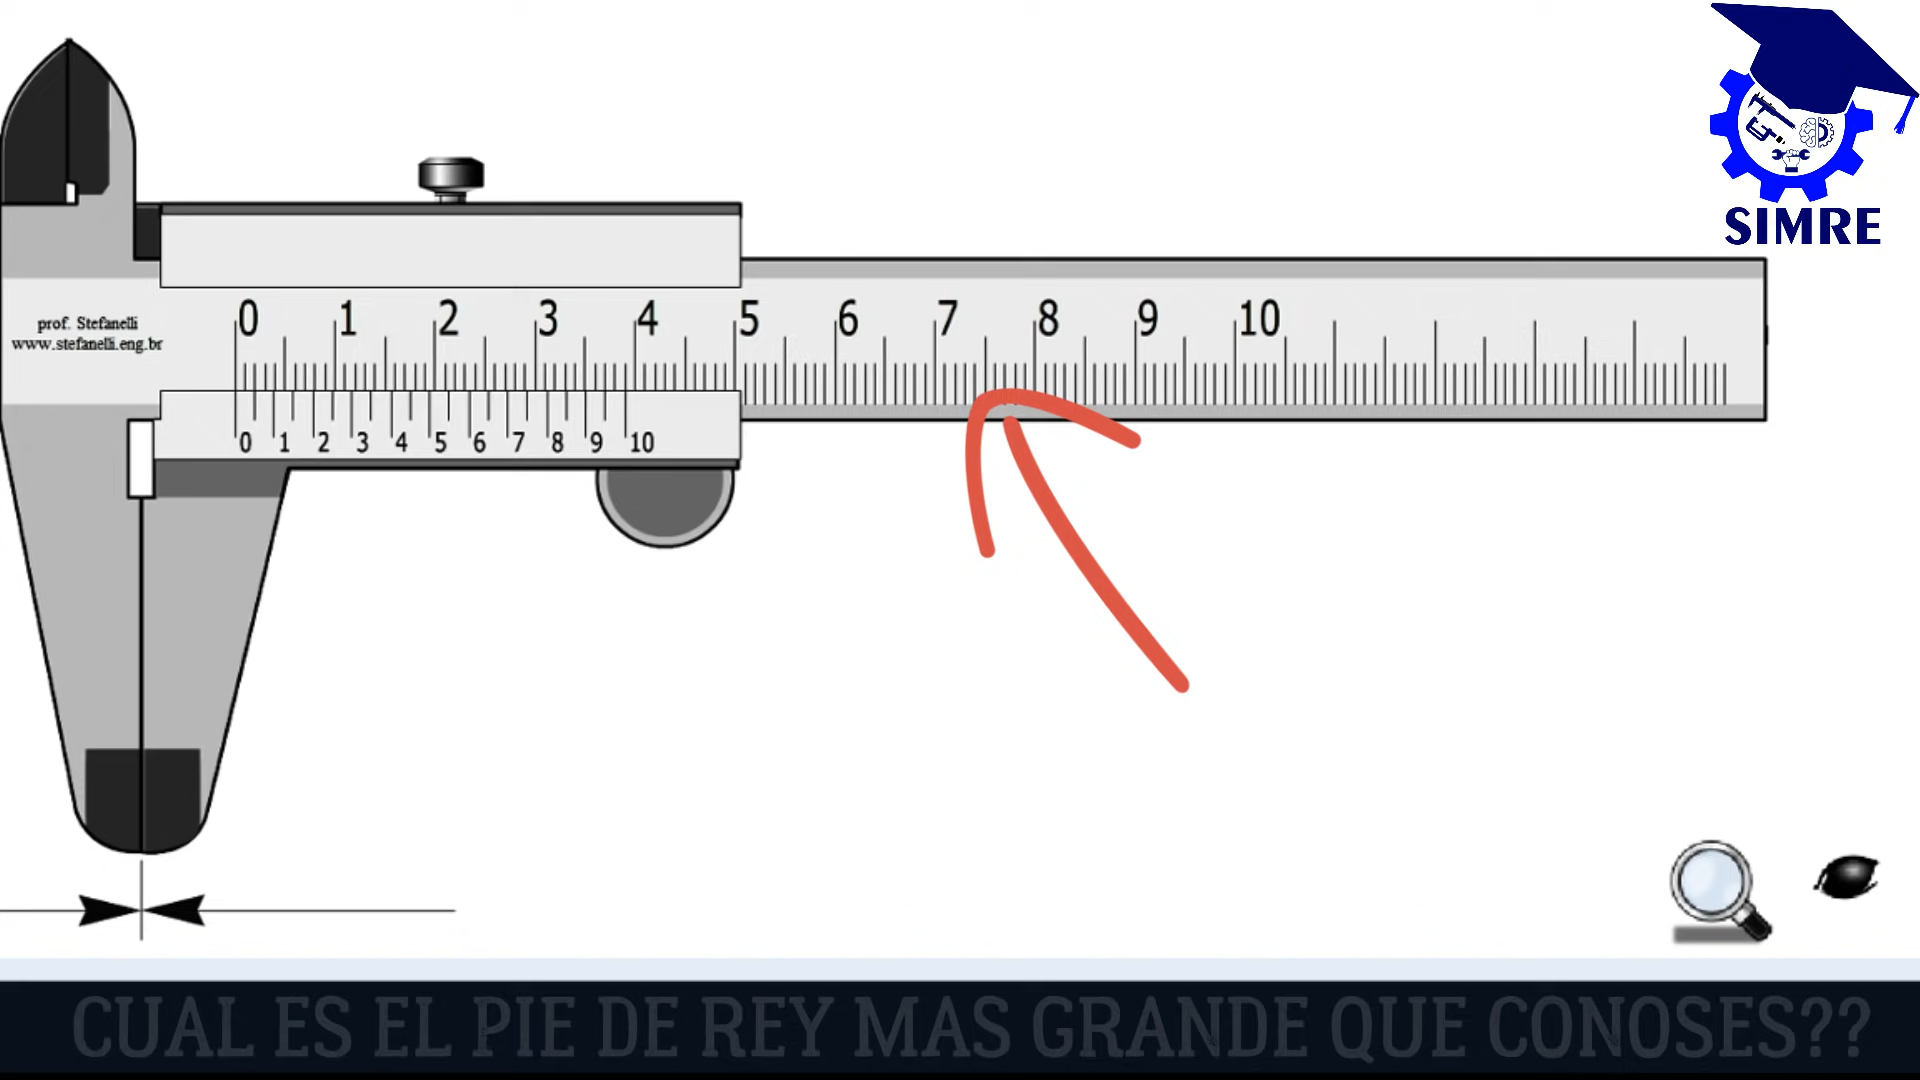 SIMRE
0 1 2 3 4 5 6 7 8 9 10
prof. Stefanelli
www.stefanelli.eng.br
0 1 2 3 4 5 6 7 8 9 10
CUAL ES EL PIE DE REY MAS GRANDE QUE CONOSES??